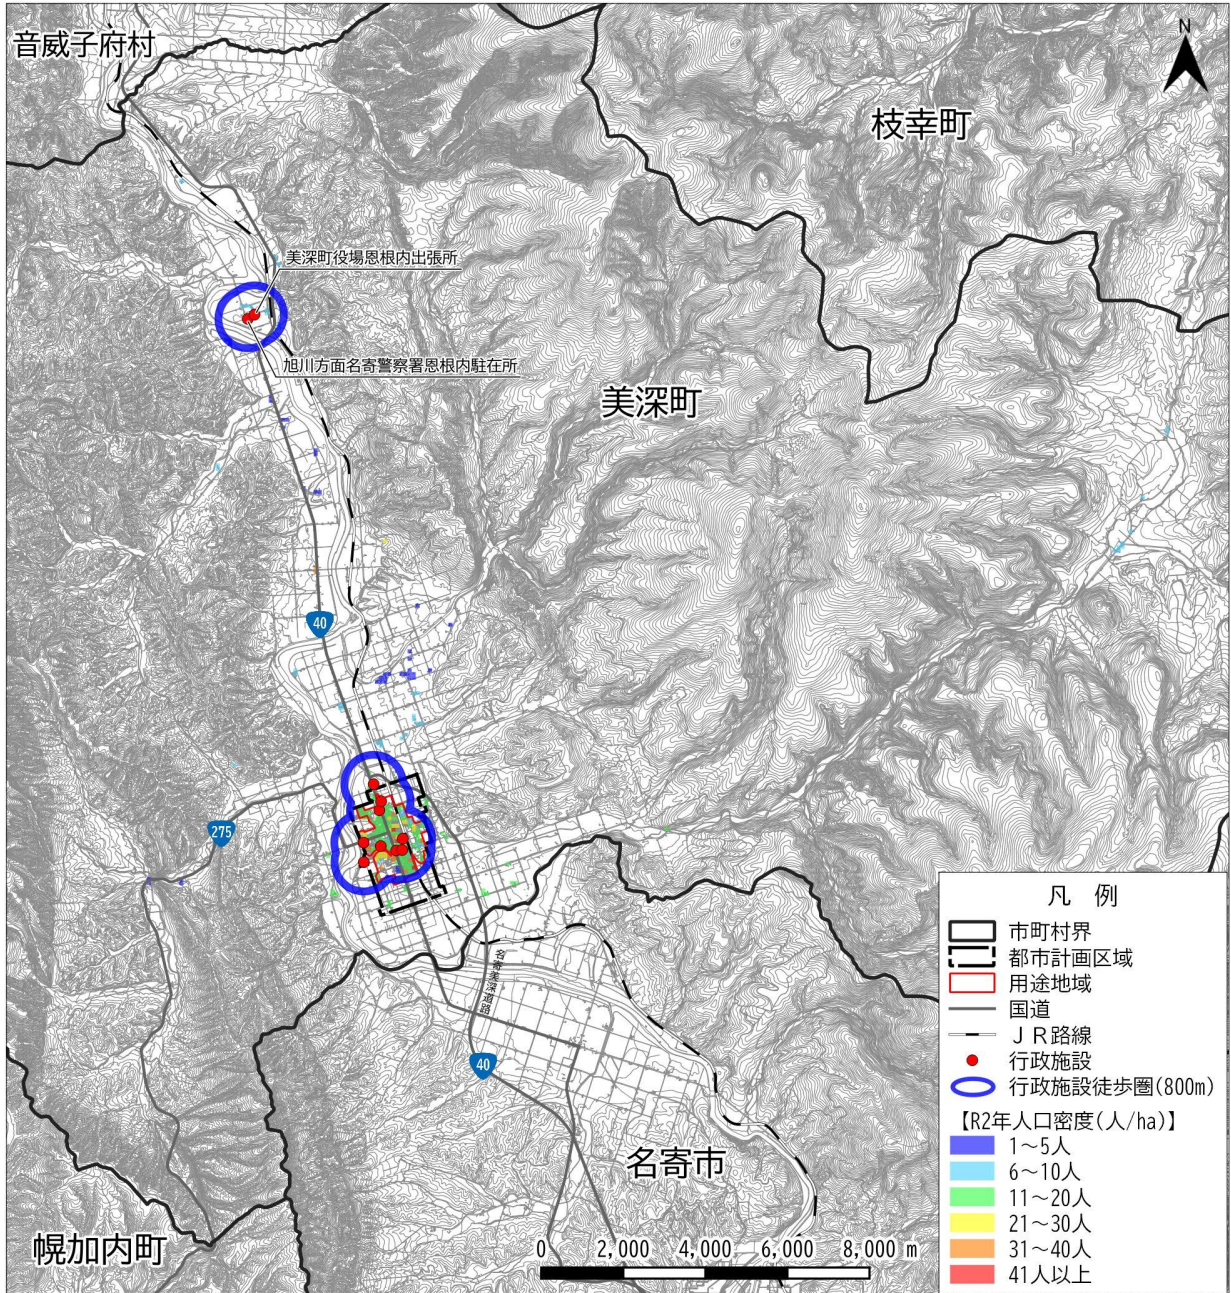 音威子府村
N
枝幸町
美深町役場恩根内出張所
旭川方面名寄警察署恩根内駐在所
美深町
40
275
名寄美深道路
40
名寄市
幌加内町
0 2,000 4,000 6,000 8,000 m
凡 例
市町村界
都市計画区域
用途地域
国道
ＪＲ路線
行政施設
行政施設徒歩圏(800m)
【R2年人口密度(人/ha)】
1～5人
6～10人
11～20人
21～30人
31～40人
41人以上